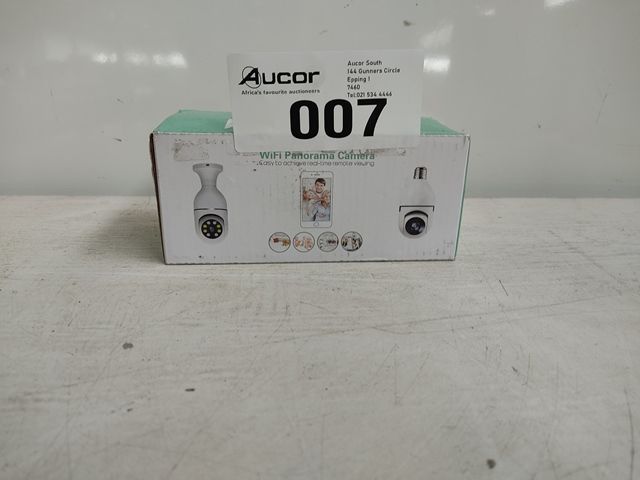 Aucor
Africa's favourite auctioneers
Aucor South
144 Gunners Circle
Epping 1
7460
Tel:021 534 4446
007
WiFi Panorama Camera
Easy to achieve real-time remote viewing